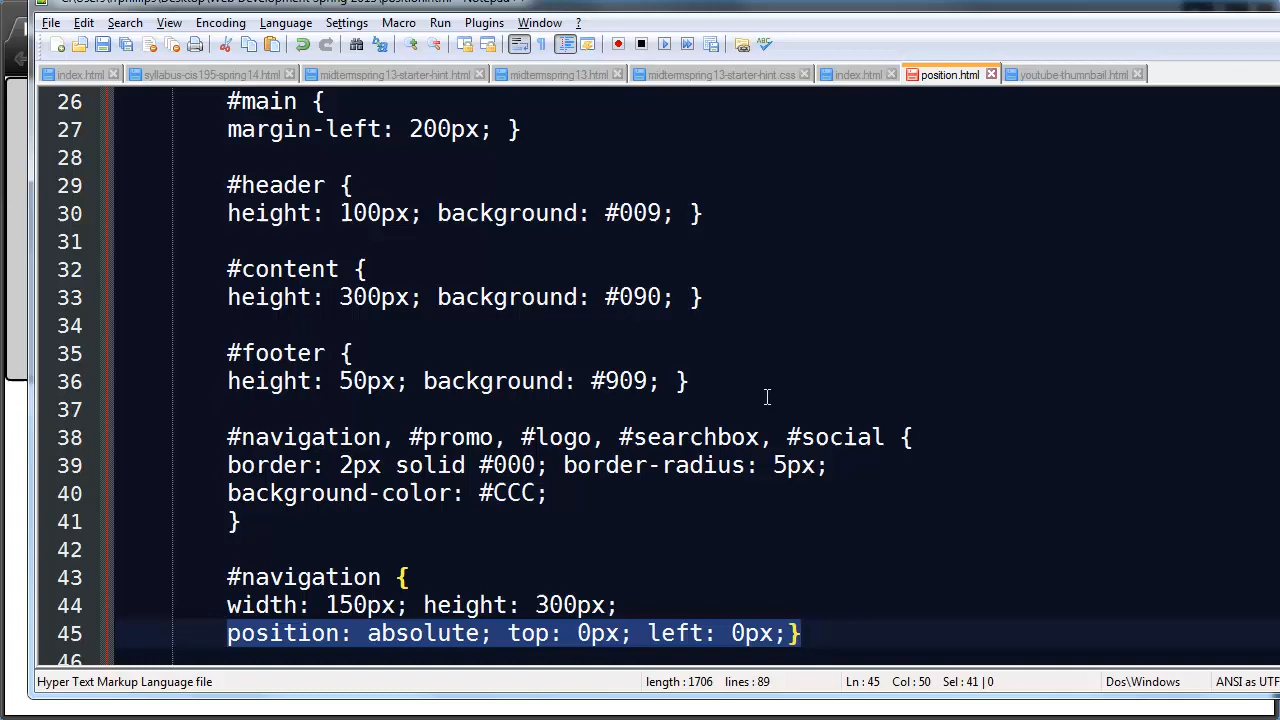 File Edit Search View Encoding Language Settings Macro Run Plugins Window ?
index.html syllabus-cis195-spring14.html midtermspring13-starter-hint.html midtermspring13.html midtermspring13-starter-hint.css index.html position.html youtube-thumnbail.html
26 #main {
27 margin-left: 200px; }
28
29 #header {
30 height: 100px; background: #009; }
31
32 #content {
33 height: 300px; background: #090; }
34
35 #footer {
36 height: 50px; background: #909; }
37
38 #navigation, #promo, #logo, #searchbox, #social {
39 border: 2px solid #000; border-radius: 5px;
40 background-color: #CCC;
41 }
42
43 #navigation {
44 width: 150px; height: 300px;
45 position: absolute; top: 0px; left: 0px;}
46
Hyper Text Markup Language file length : 1706 lines : 89 Ln : 45 Col : 50 Sel : 41 | 0 Dos\Windows ANSI as UTF